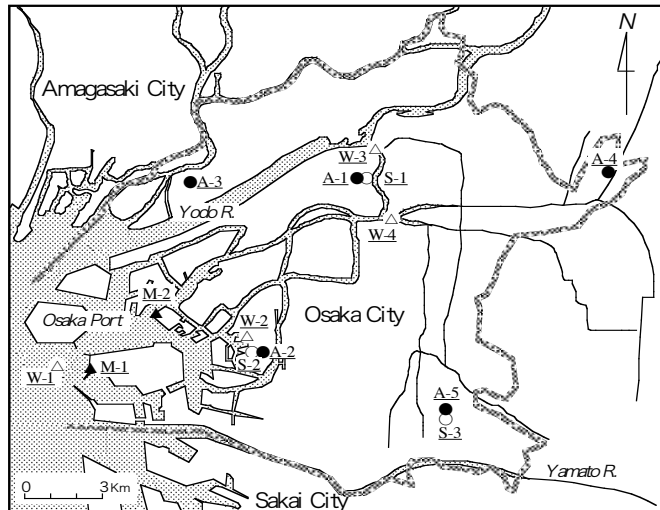 N
Amagasaki City
W-3
A-4
A-3
A-1
S-1
Yodo R.
W-4
M-2
Osaka Port
Osaka City
W-2
A-2
S-2
W-1
M-1
A-5
S-3
Yamato R.
0 3Km
Sakai City